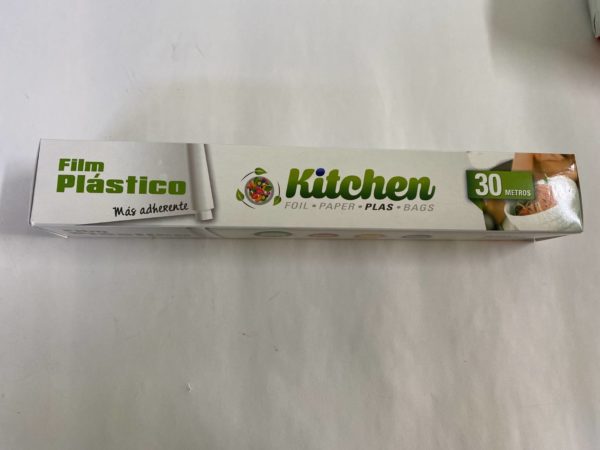 Film
Plástico
Más adherente
Kitchen
FOIL • PAPER • PLAS • BAGS
30 METROS